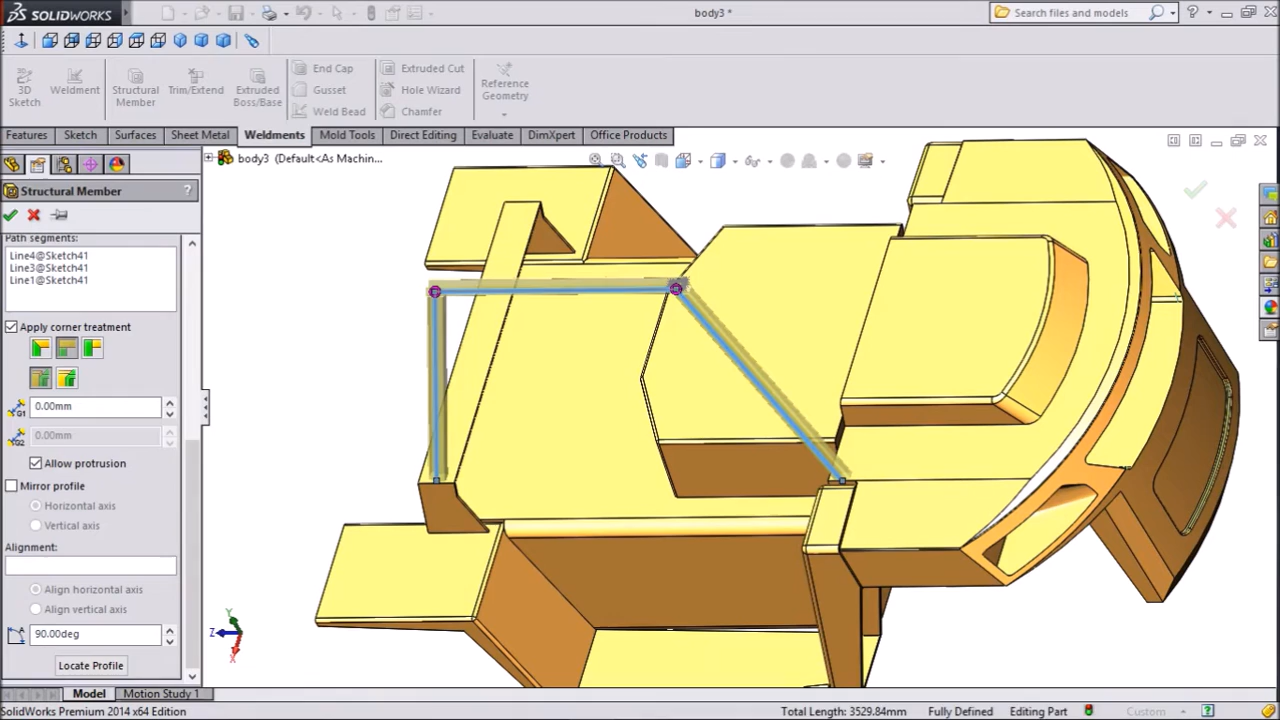 SOLIDWORKS
body3 *
Search files and models
3D Sketch
Weldment
Structural Member
Trim/Extend
Extruded Boss/Base
End Cap
Gusset
Weld Bead
Extruded Cut
Hole Wizard
Chamfer
Reference Geometry
Features Sketch Surfaces Sheet Metal Weldments Mold Tools Direct Editing Evaluate DimXpert Office Products
body3 (Default<As Machin...
Structural Member ?
Path segments:
Line4@Sketch41
Line3@Sketch41
Line1@Sketch41
Apply corner treatment
G1 0.00mm
G2 0.00mm
Allow protrusion
Mirror profile
Horizontal axis
Vertical axis
Alignment:
Align horizontal axis
Align vertical axis
90.00deg
Locate Profile
Y
Z
X
Model Motion Study 1
SolidWorks Premium 2014 x64 Edition Total Length: 3529.84mm Fully Defined Editing Part Custom